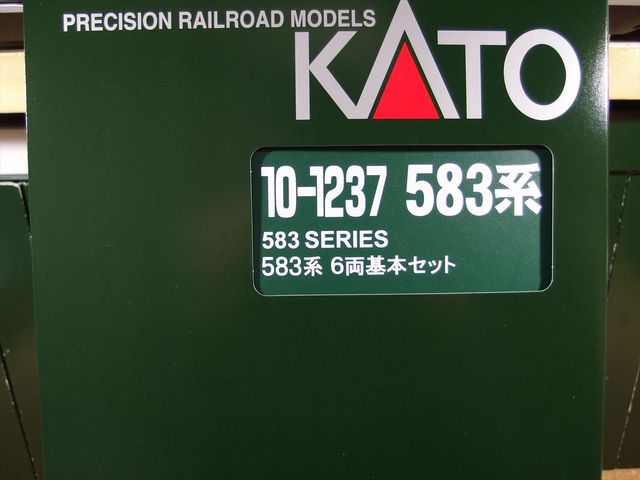 PRECISION RAILROAD MODELS
KATO
10-1237 583系
583 SERIES
583系 6両基本セット